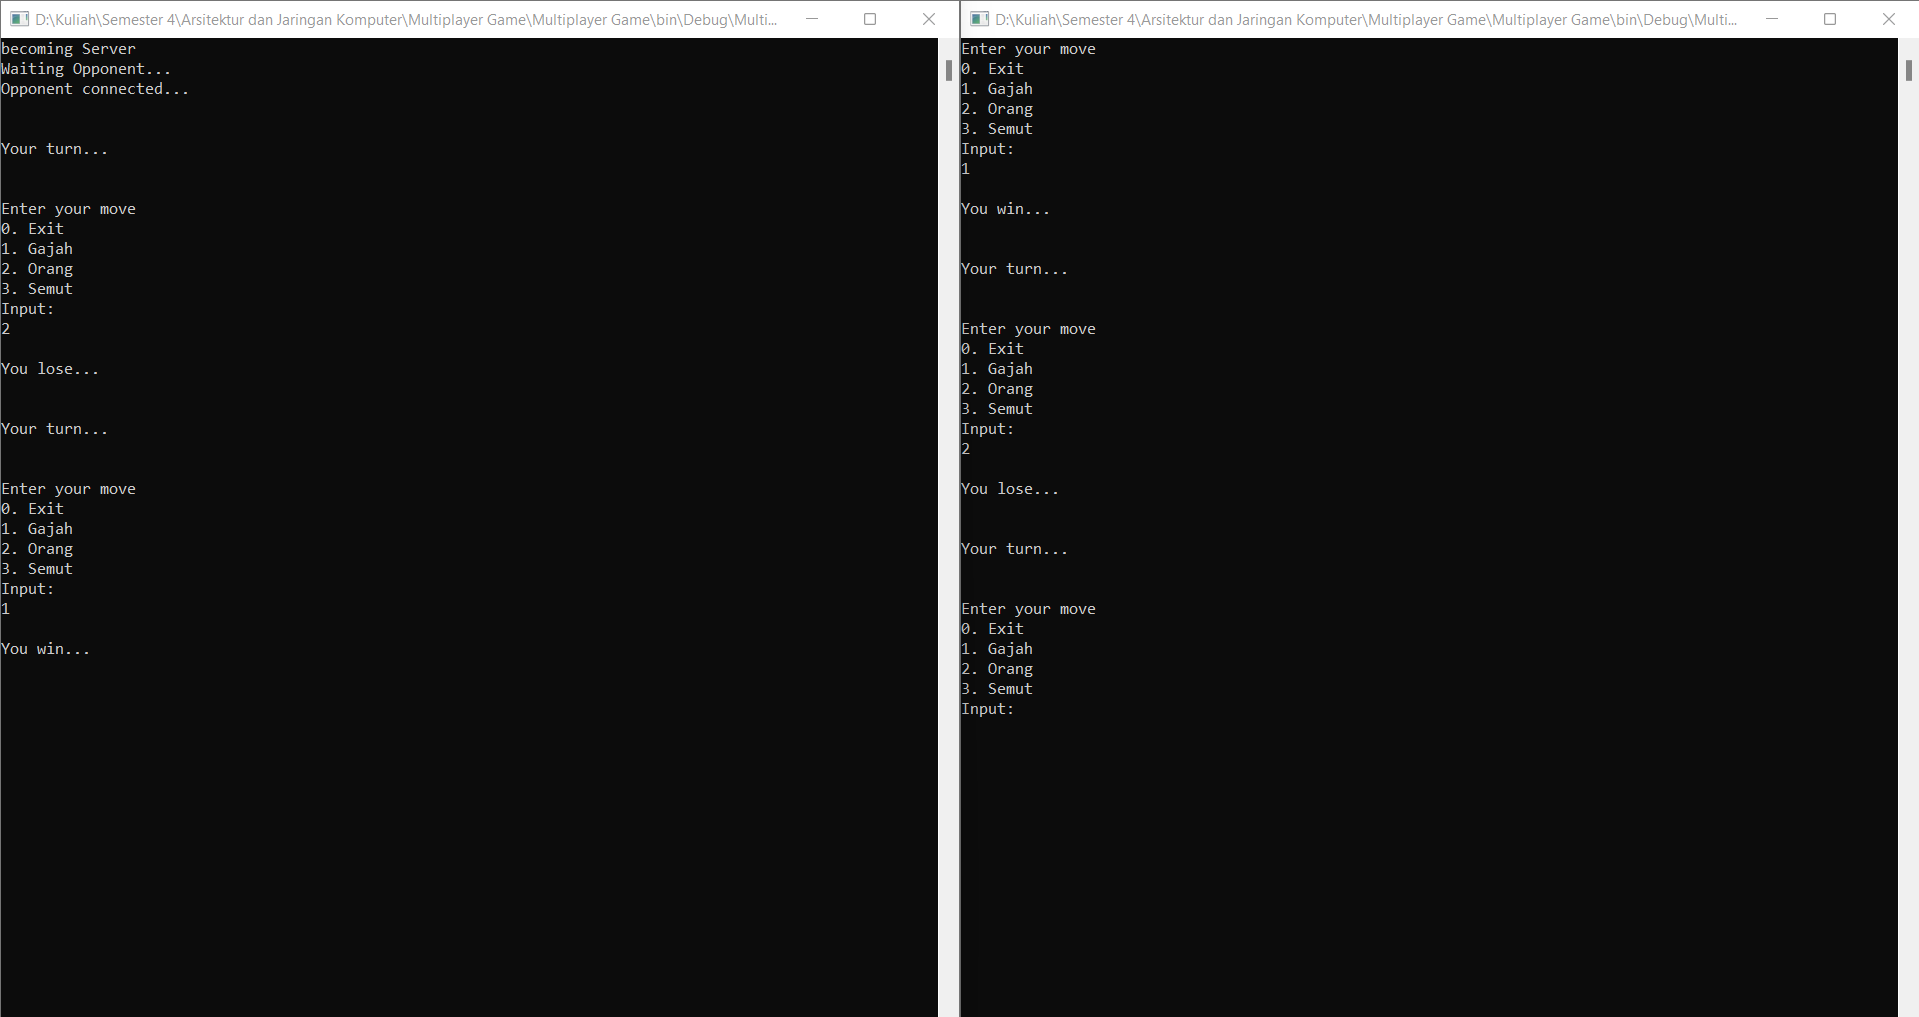 D:\Kuliah\Semester 4\Arsitektur dan Jaringan Komputer\Multiplayer Game\Multiplayer Game\bin\Debug\Multi...
becoming Server
Waiting Opponent...
Opponent connected...
Your turn...
Enter your move
0. Exit
1. Gajah
2. Orang
3. Semut
Input:
2
You lose...
Your turn...
Enter your move
0. Exit
1. Gajah
2. Orang
3. Semut
Input:
1
You win...
D:\Kuliah\Semester 4\Arsitektur dan Jaringan Komputer\Multiplayer Game\Multiplayer Game\bin\Debug\Multi...
Enter your move
0. Exit
1. Gajah
2. Orang
3. Semut
Input:
1
You win...
Your turn...
Enter your move
0. Exit
1. Gajah
2. Orang
3. Semut
Input:
2
You lose...
Your turn...
Enter your move
0. Exit
1. Gajah
2. Orang
3. Semut
Input: